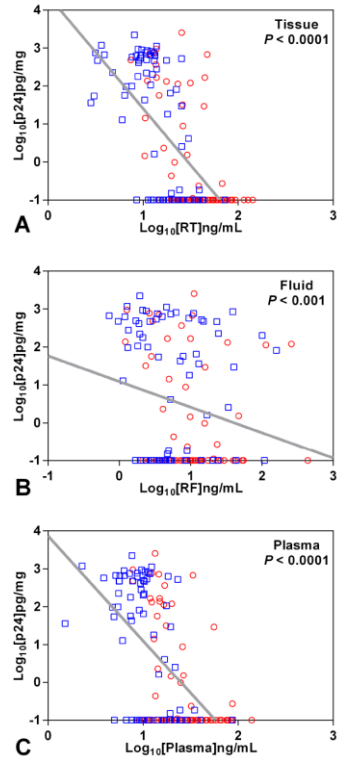 4
3
2
1
0
-1
Log10[p24]pg/mg
Tissue
P < 0.0001
0 1 2 3
Log10[RT]ng/mL
A
4
3
2
1
0
-1
Log10[p24]pg/mg
Fluid
P < 0.001
-1 0 1 2 3
Log10[RF]ng/mL
B
4
3
2
1
0
-1
Log10[p24]pg/mg
Plasma
P < 0.0001
0 1 2 3
Log10[Plasma]ng/mL
C